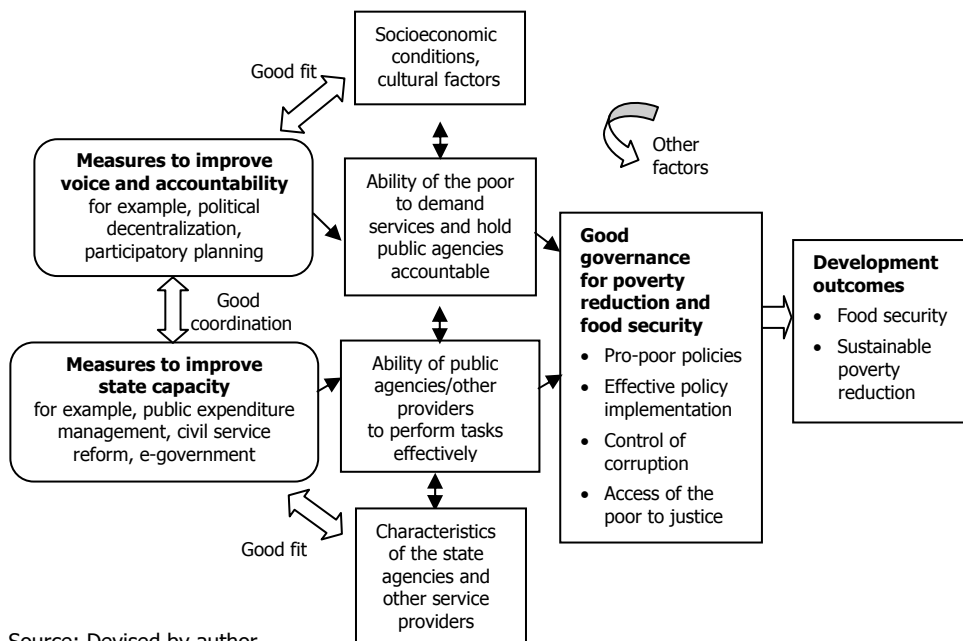 Socioeconomic
conditions,
cultural factors
Good fit
Other
factors
Measures to improve
voice and accountability
for example, political
decentralization,
participatory planning
Ability of the poor
to demand
services and hold
public agencies
accountable
Good
governance
for poverty
reduction and
food security
• Pro-poor policies
• Effective policy
implementation
• Control of
corruption
• Access of the
poor to justice
Development
outcomes
• Food security
• Sustainable
poverty
reduction
Good
coordination
Measures to improve
state capacity
for example, public expenditure
management, civil service
reform, e-government
Ability of public
agencies/other
providers
to perform tasks
effectively
Good fit
Characteristics
of the state
agencies and
other service
providers
Source: Devised by author